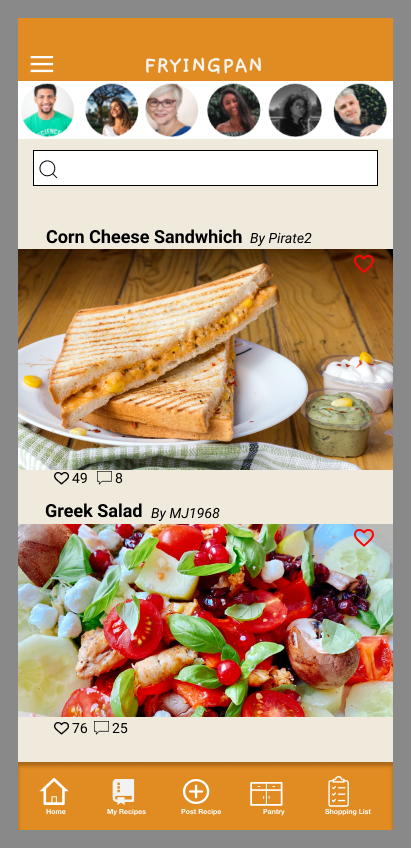 FRYINGPAN
Corn Cheese Sandwhich By Pirate2
49 8
Greek Salad By MJ1968
76 25
Home My Recipes Post Recipe Pantry Shopping List